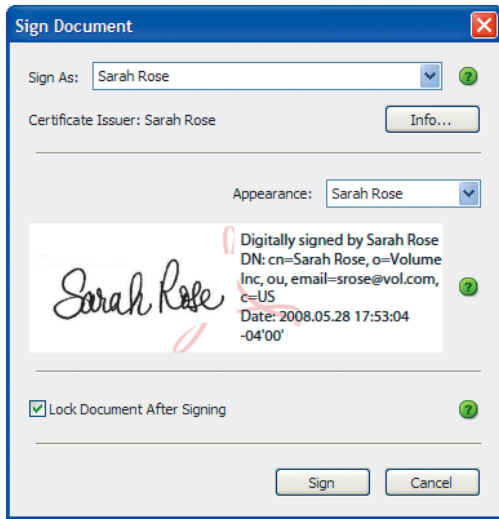 Sign Document
Sign As: Sarah Rose
?
Certificate Issuer: Sarah Rose
Info...
Appearance: Sarah Rose
Sarah Rose
Digitally signed by Sarah Rose
DN: cn=Sarah Rose, o=Volume
Inc, ou, email=srose@vol.com,
c=US
Date: 2008.05.28 17:53:04
-04'00'
?
Lock Document After Signing
?
Sign
Cancel